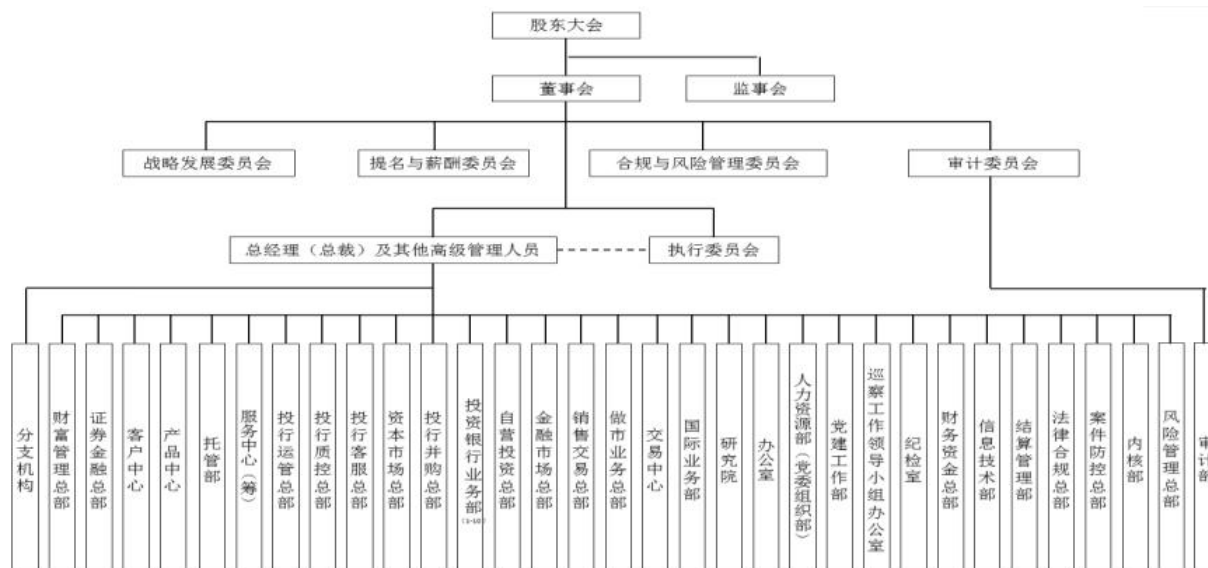 股东大会
董事会
监事会
战略发展委员会
提名与薪酬委员会
合规与风险管理委员会
审计委员会
总经理（总裁）及其他高级管理人员
执行委员会
分支机构
财富管理总部
证券金融总部
客户中心
产品中心
托管部
服务中心（筹）
投行运管总部
投行质控总部
投行客服总部
资本市场总部
投行并购总部
投资银行业务部(1-10)
自营投资总部
金融市场总部
销售交易总部
做市业务总部
交易中心
国际业务部
研究院
办公室
人力资源部（党委组织部）
党建工作部
巡察工作领导小组办公室
纪检室
财务资金总部
信息技术部
结算管理部
法律合规总部
案件防控总部
内核部
风险管理总部
审计部